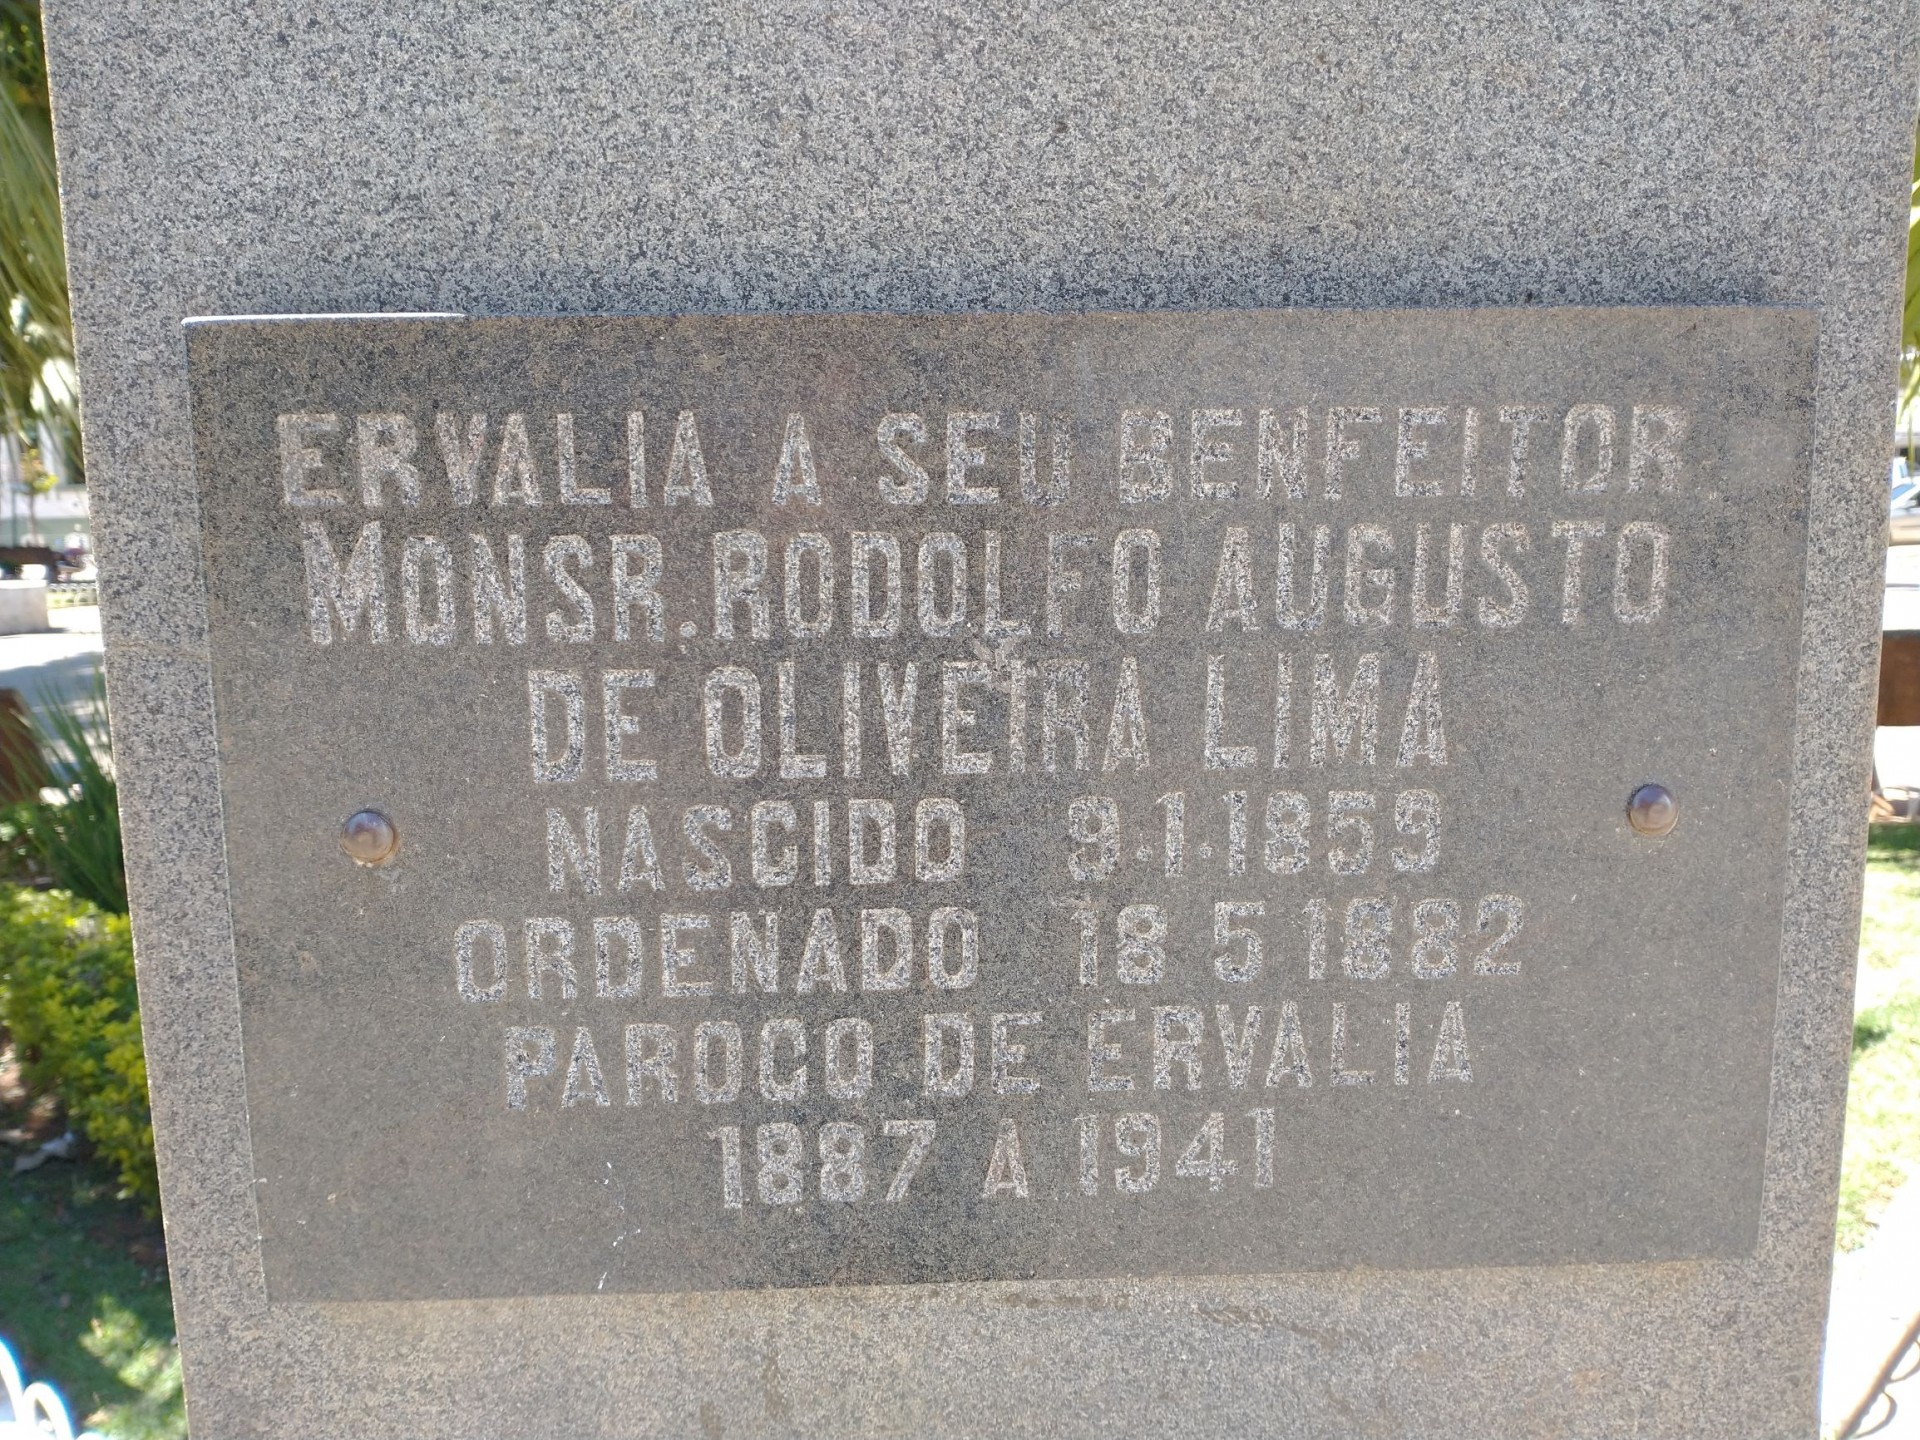 ERVALIA A SEU BENFEITOR
MONSR. RODOLFO AUGUSTO
DE OLIVEIRA LIMA
NASCIDO 9.1.1859
ORDENADO 18 5 1882
PAROCO DE ERVALIA
1887 A 1941